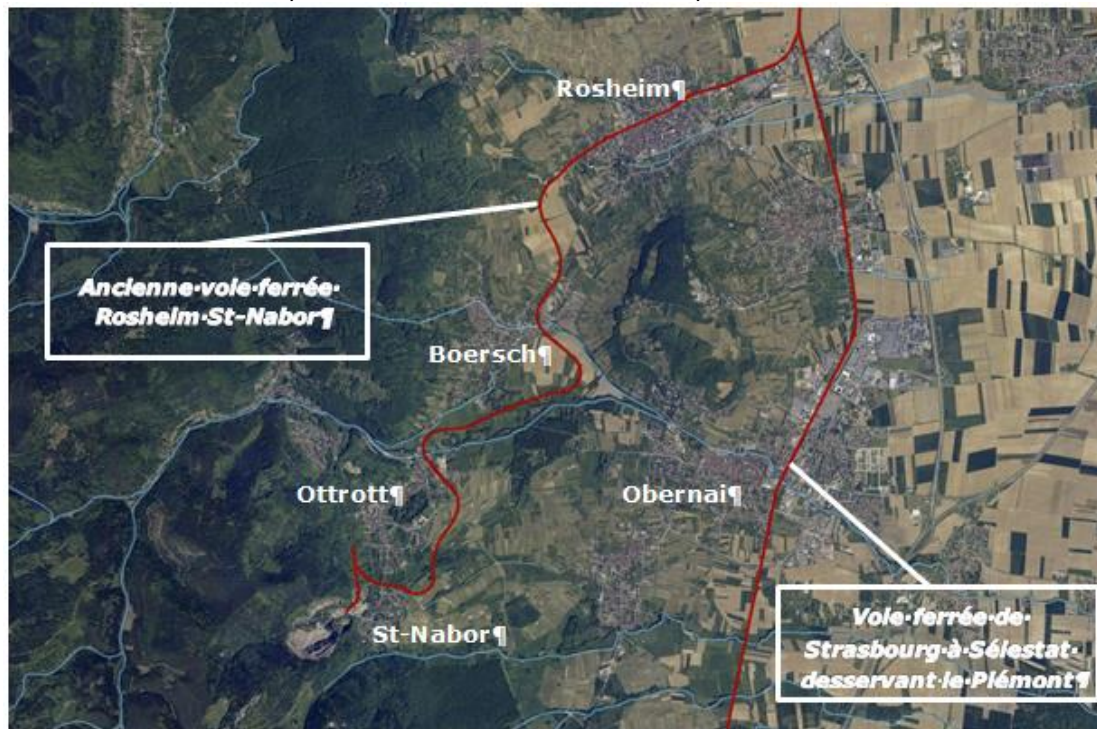 Rosheim¶
Ancienne·voie·ferrée·
Rosheim·St-Nabor¶
Boersch¶
Ottrott¶
Obernai¶
St-Nabor¶
Voie·ferrée·de·
Strasbourg·à·Sélestat·
desservant·le·Piémont¶